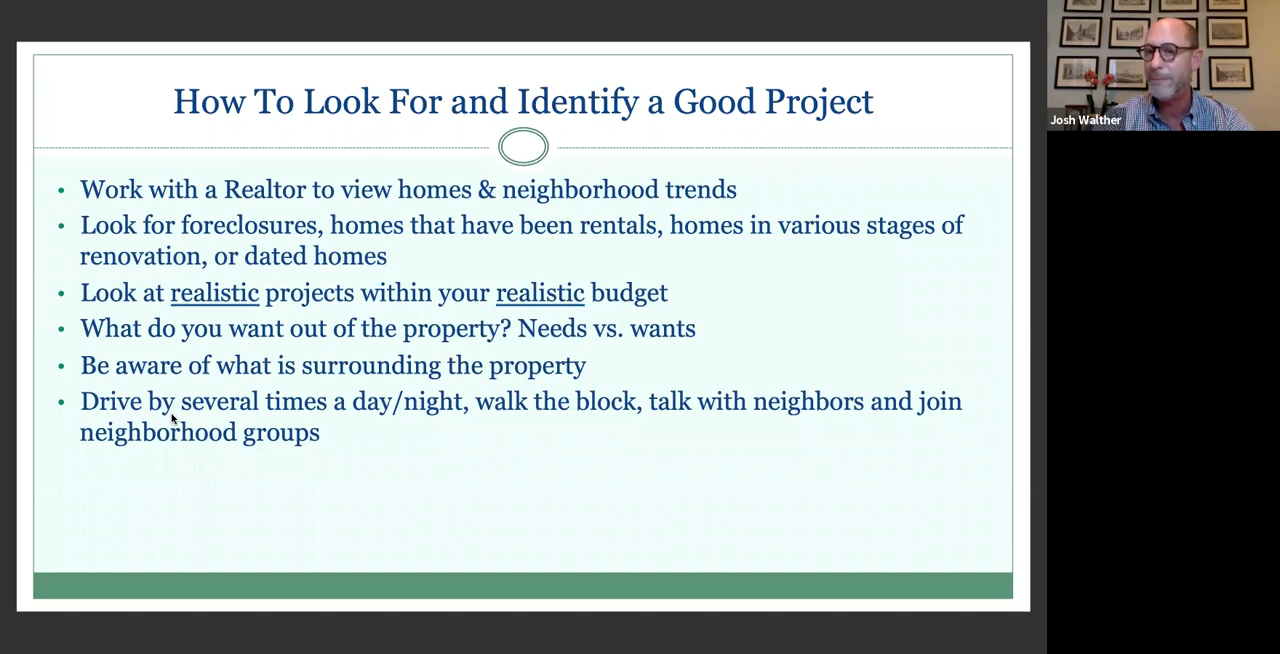 How To Look For and Identify a Good Project
• Work with a Realtor to view homes & neighborhood trends
• Look for foreclosures, homes that have been rentals, homes in various stages of
renovation, or dated homes
• Look at realistic projects within your realistic budget
• What do you want out of the property? Needs vs. wants
• Be aware of what is surrounding the property
• Drive by several times a day/night, walk the block, talk with neighbors and join
neighborhood groups
Josh Walther